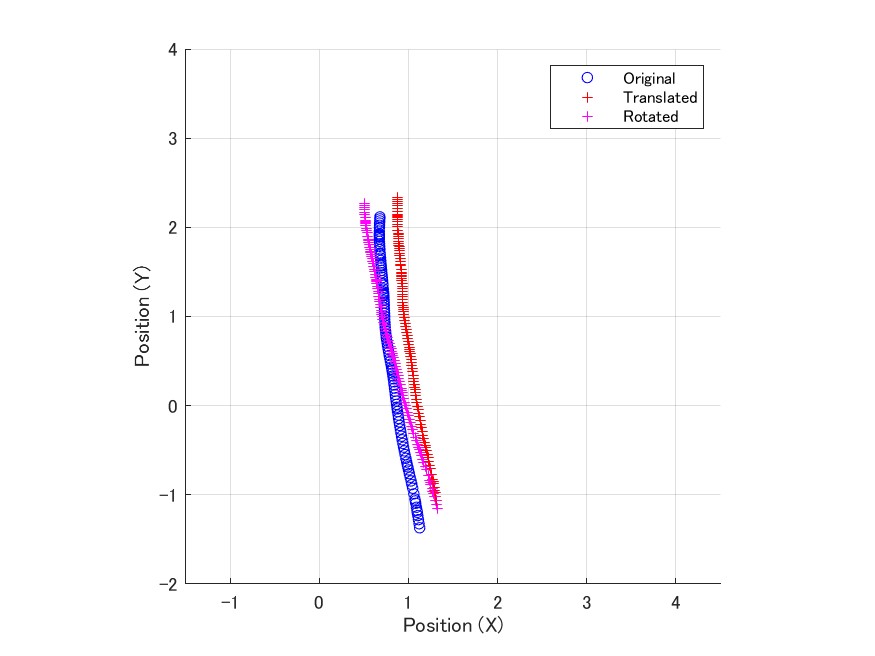 4
3
2
1
0
−1
−2
Position (Y)
Original
Translated
Rotated
−1 0 1 2 3 4
Position (X)